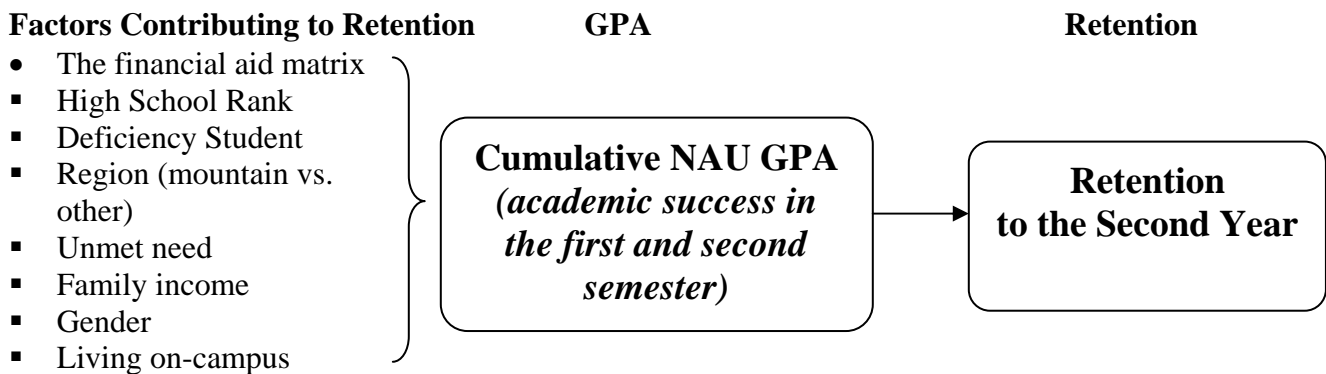 Factors Contributing to Retention
• The financial aid matrix
▪ High School Rank
▪ Deficiency Student
▪ Region (mountain vs.
other)
▪ Unmet need
▪ Family income
▪ Gender
▪ Living on-campus
GPA
Cumulative NAU GPA
(academic success in
the first and second
semester)
Retention
Retention
to the Second Year